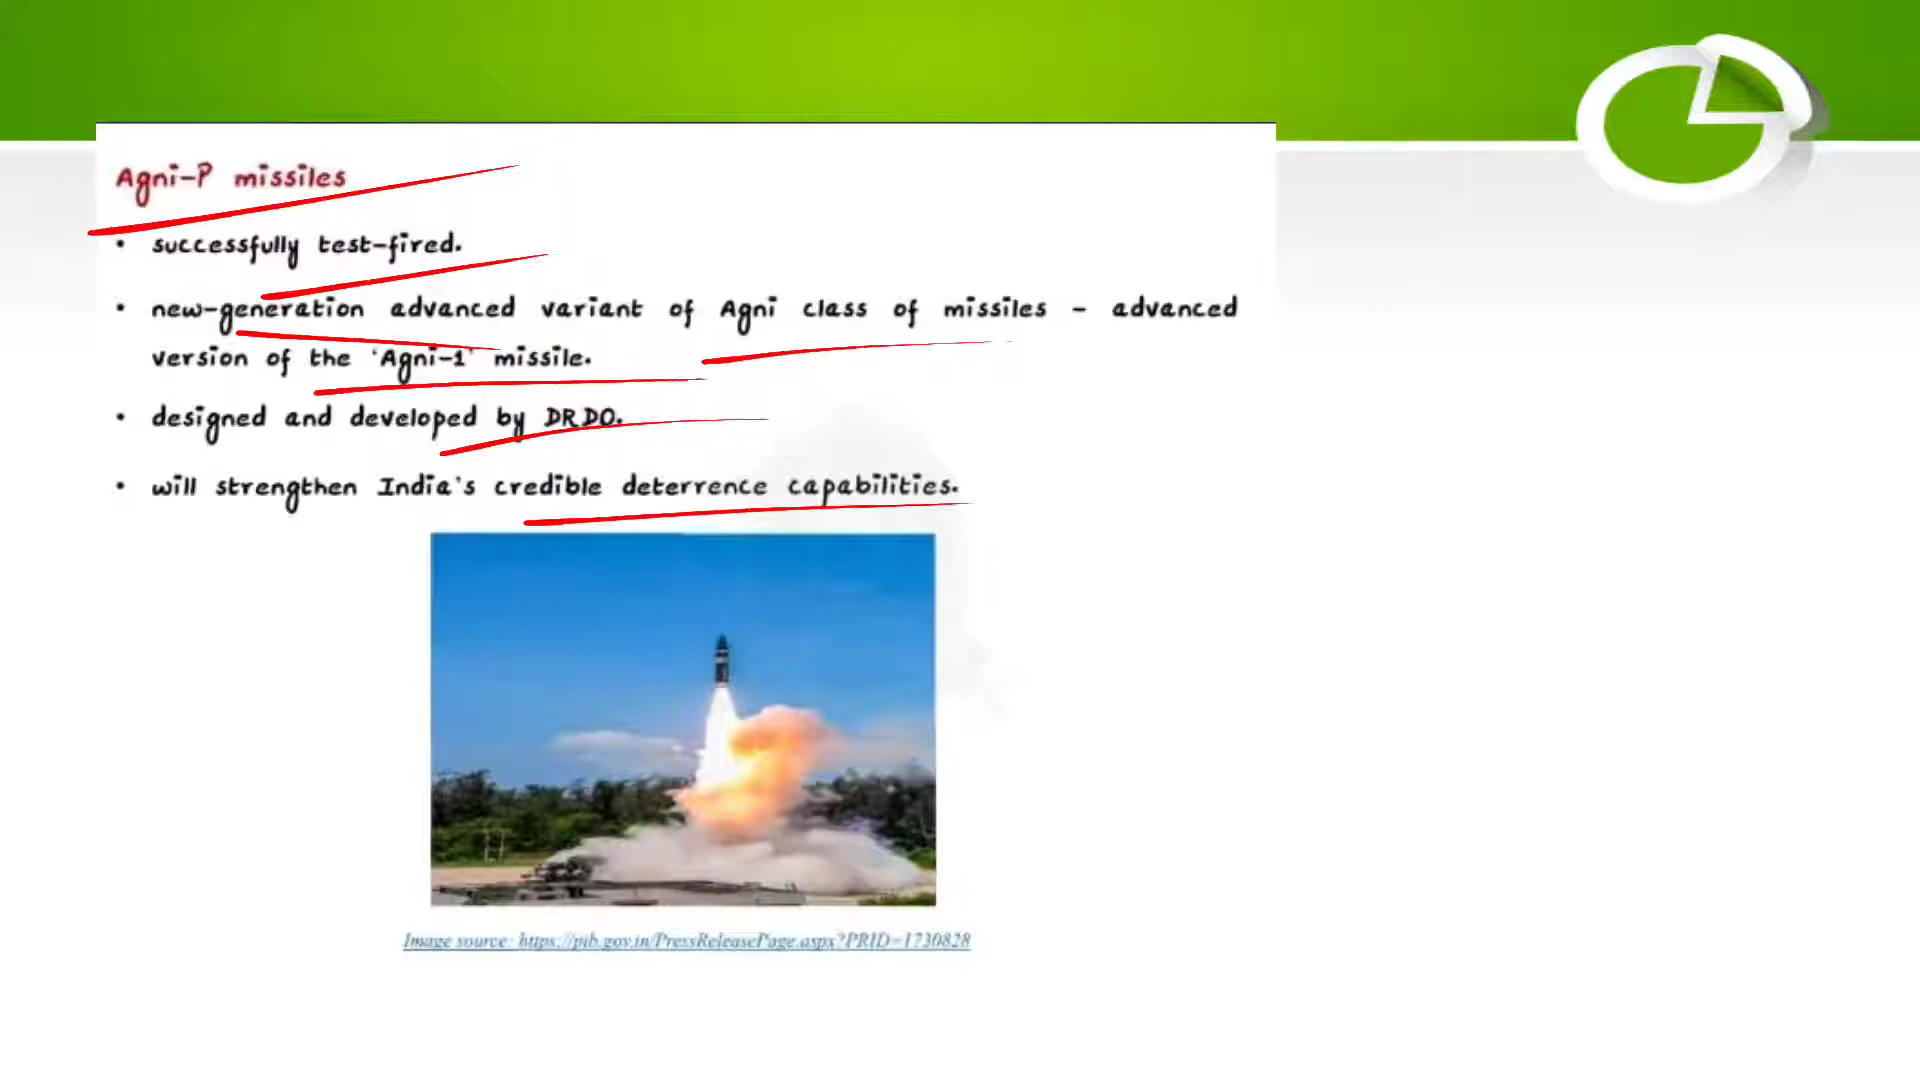 Agni-P missiles
• successfully test-fired.
• new-generation advanced variant of Agni class of missiles - advanced
version of the 'Agni-1' missile.
• designed and developed by DRDO.
• will strengthen India's credible deterrence capabilities.
Image source: https://pib.gov.in/PressReleasePage.aspx?PRID=1730828